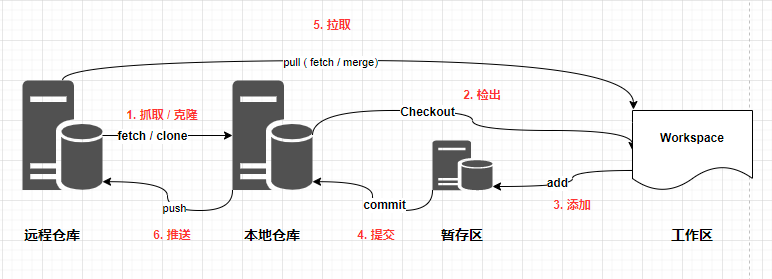 5. 拉取
pull ( fetch / merge)
2. 检出
1. 抓取 / 克隆
Checkout
fetch / clone
Workspace
add
commit
push
3. 添加
远程仓库
6. 推送
本地仓库
4. 提交
暂存区
工作区